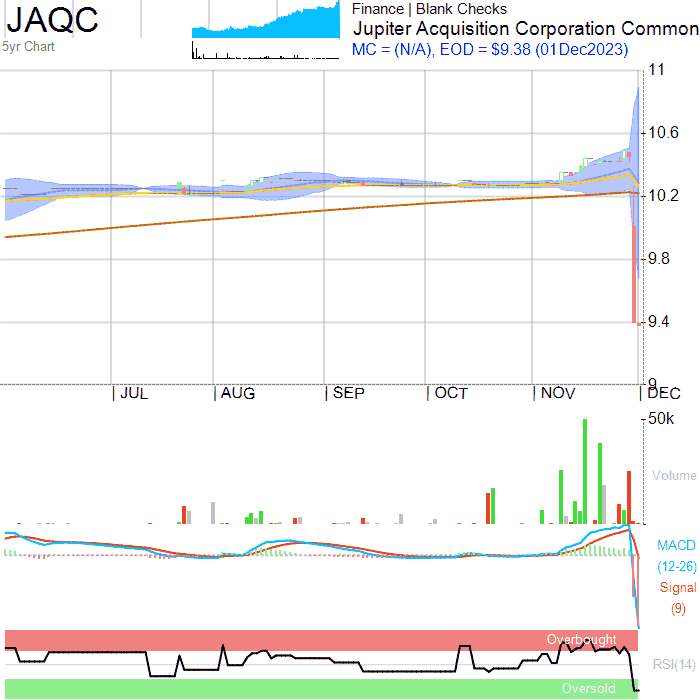 JAQC
5yr Chart
Finance | Blank Checks
Jupiter Acquisition Corporation Common
MC = (N/A), EOD = $9.38 (01Dec2023)
11
10.6
10.2
9.8
9.4
9
JUL AUG SEP OCT NOV DEC
50k
Volume
MACD
(12-26)
Signal
(9)
Overbought
RSI(14)
Oversold